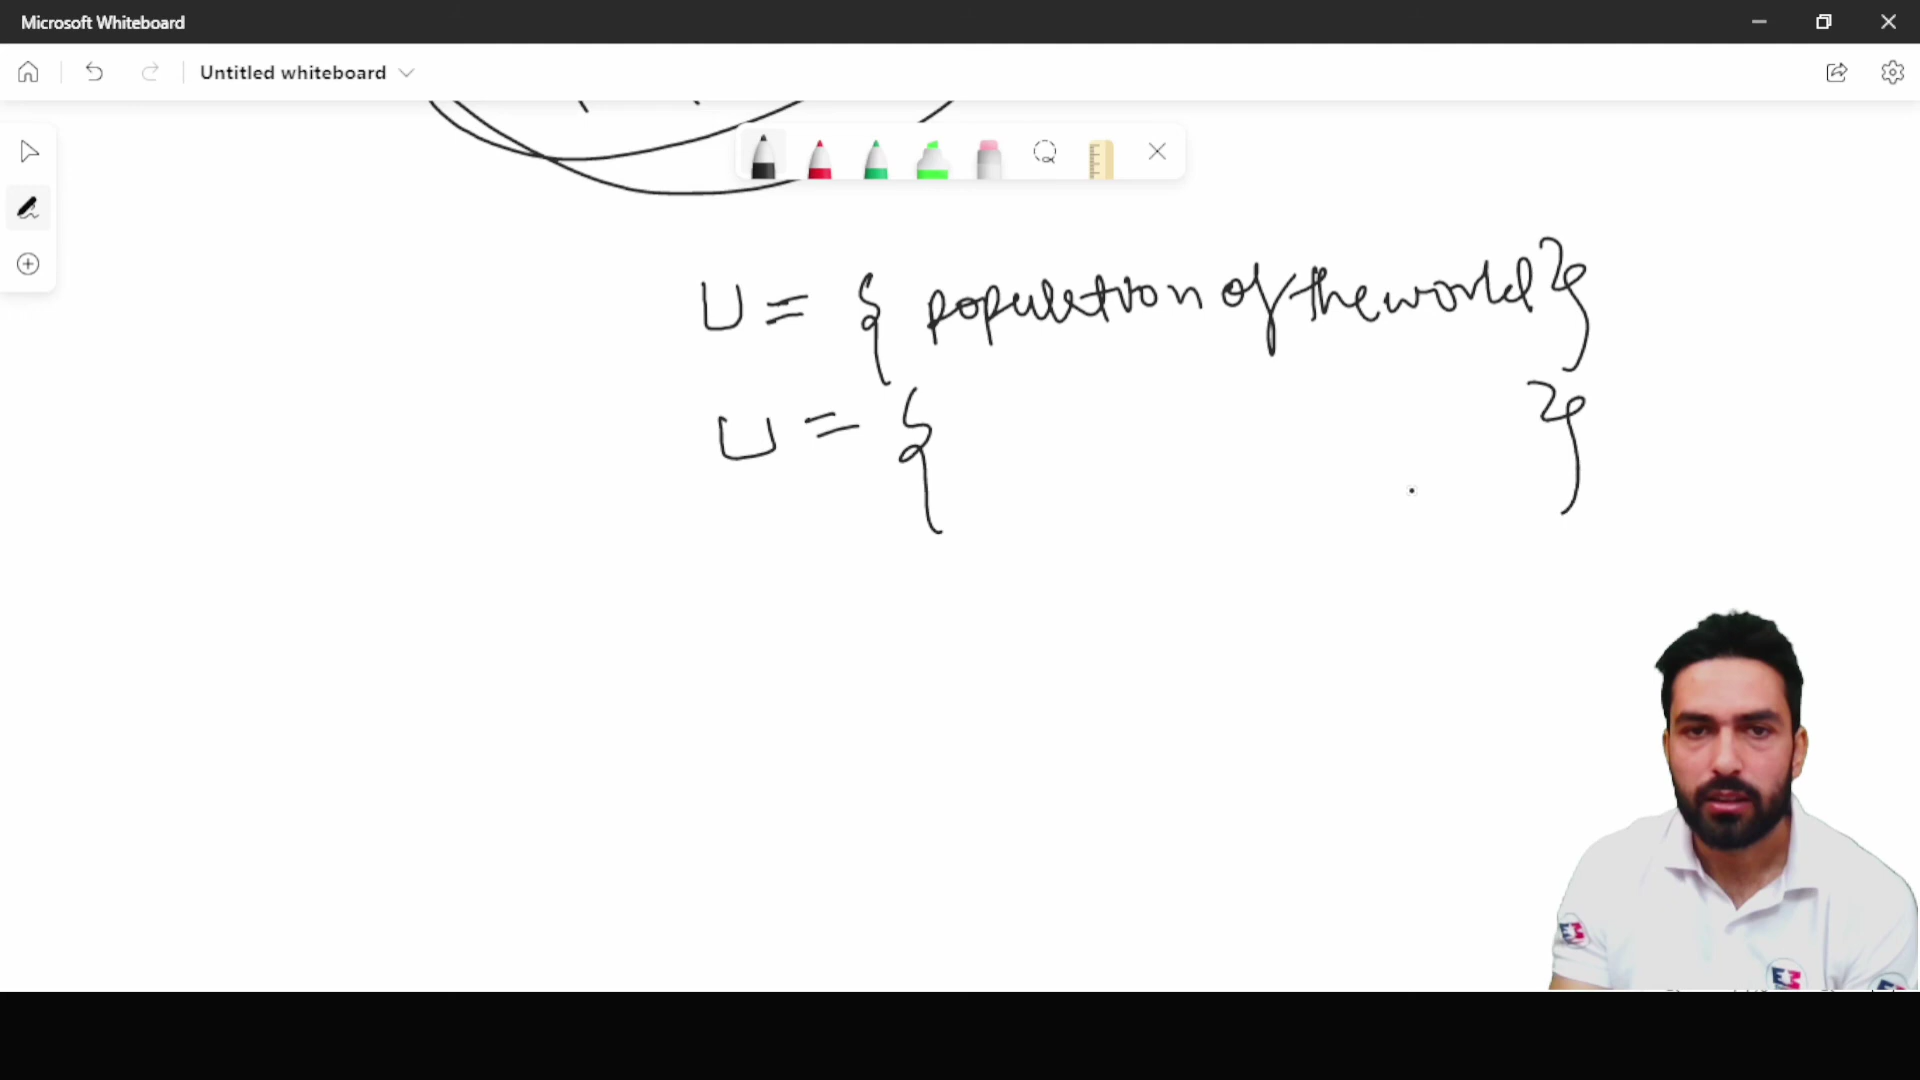 Microsoft Whiteboard
Untitled whiteboard
U = { population of the world }
U = { }